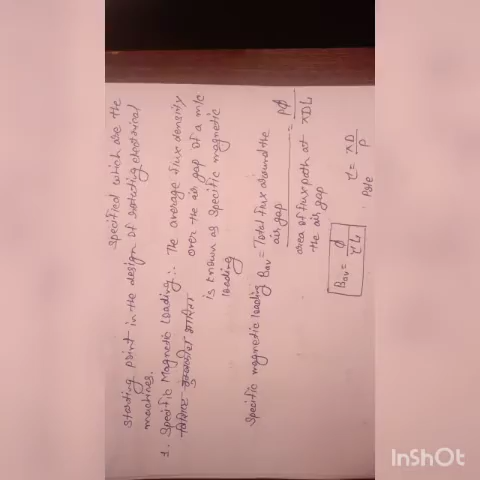 specified which are the
starting point in the design of rotating electrical
machines.
1. Specific Magnetic Loading :- The average flux density
over the air gap of a m/c
is known as specific magnetic
loading
Specific magnetic loading Bav = Total flux around the air gap / area of flux path at the air gap = pϕ / πDL
Bav = ϕ / τL
τ = πD / p
Pole
InShOt